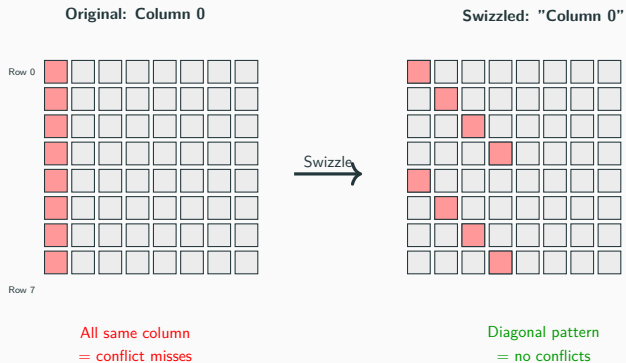 Original: Column 0
Swizzled: "Column 0"
Row 0
Swizzle
Row 7
All same column
= conflict misses
Diagonal pattern
= no conflicts